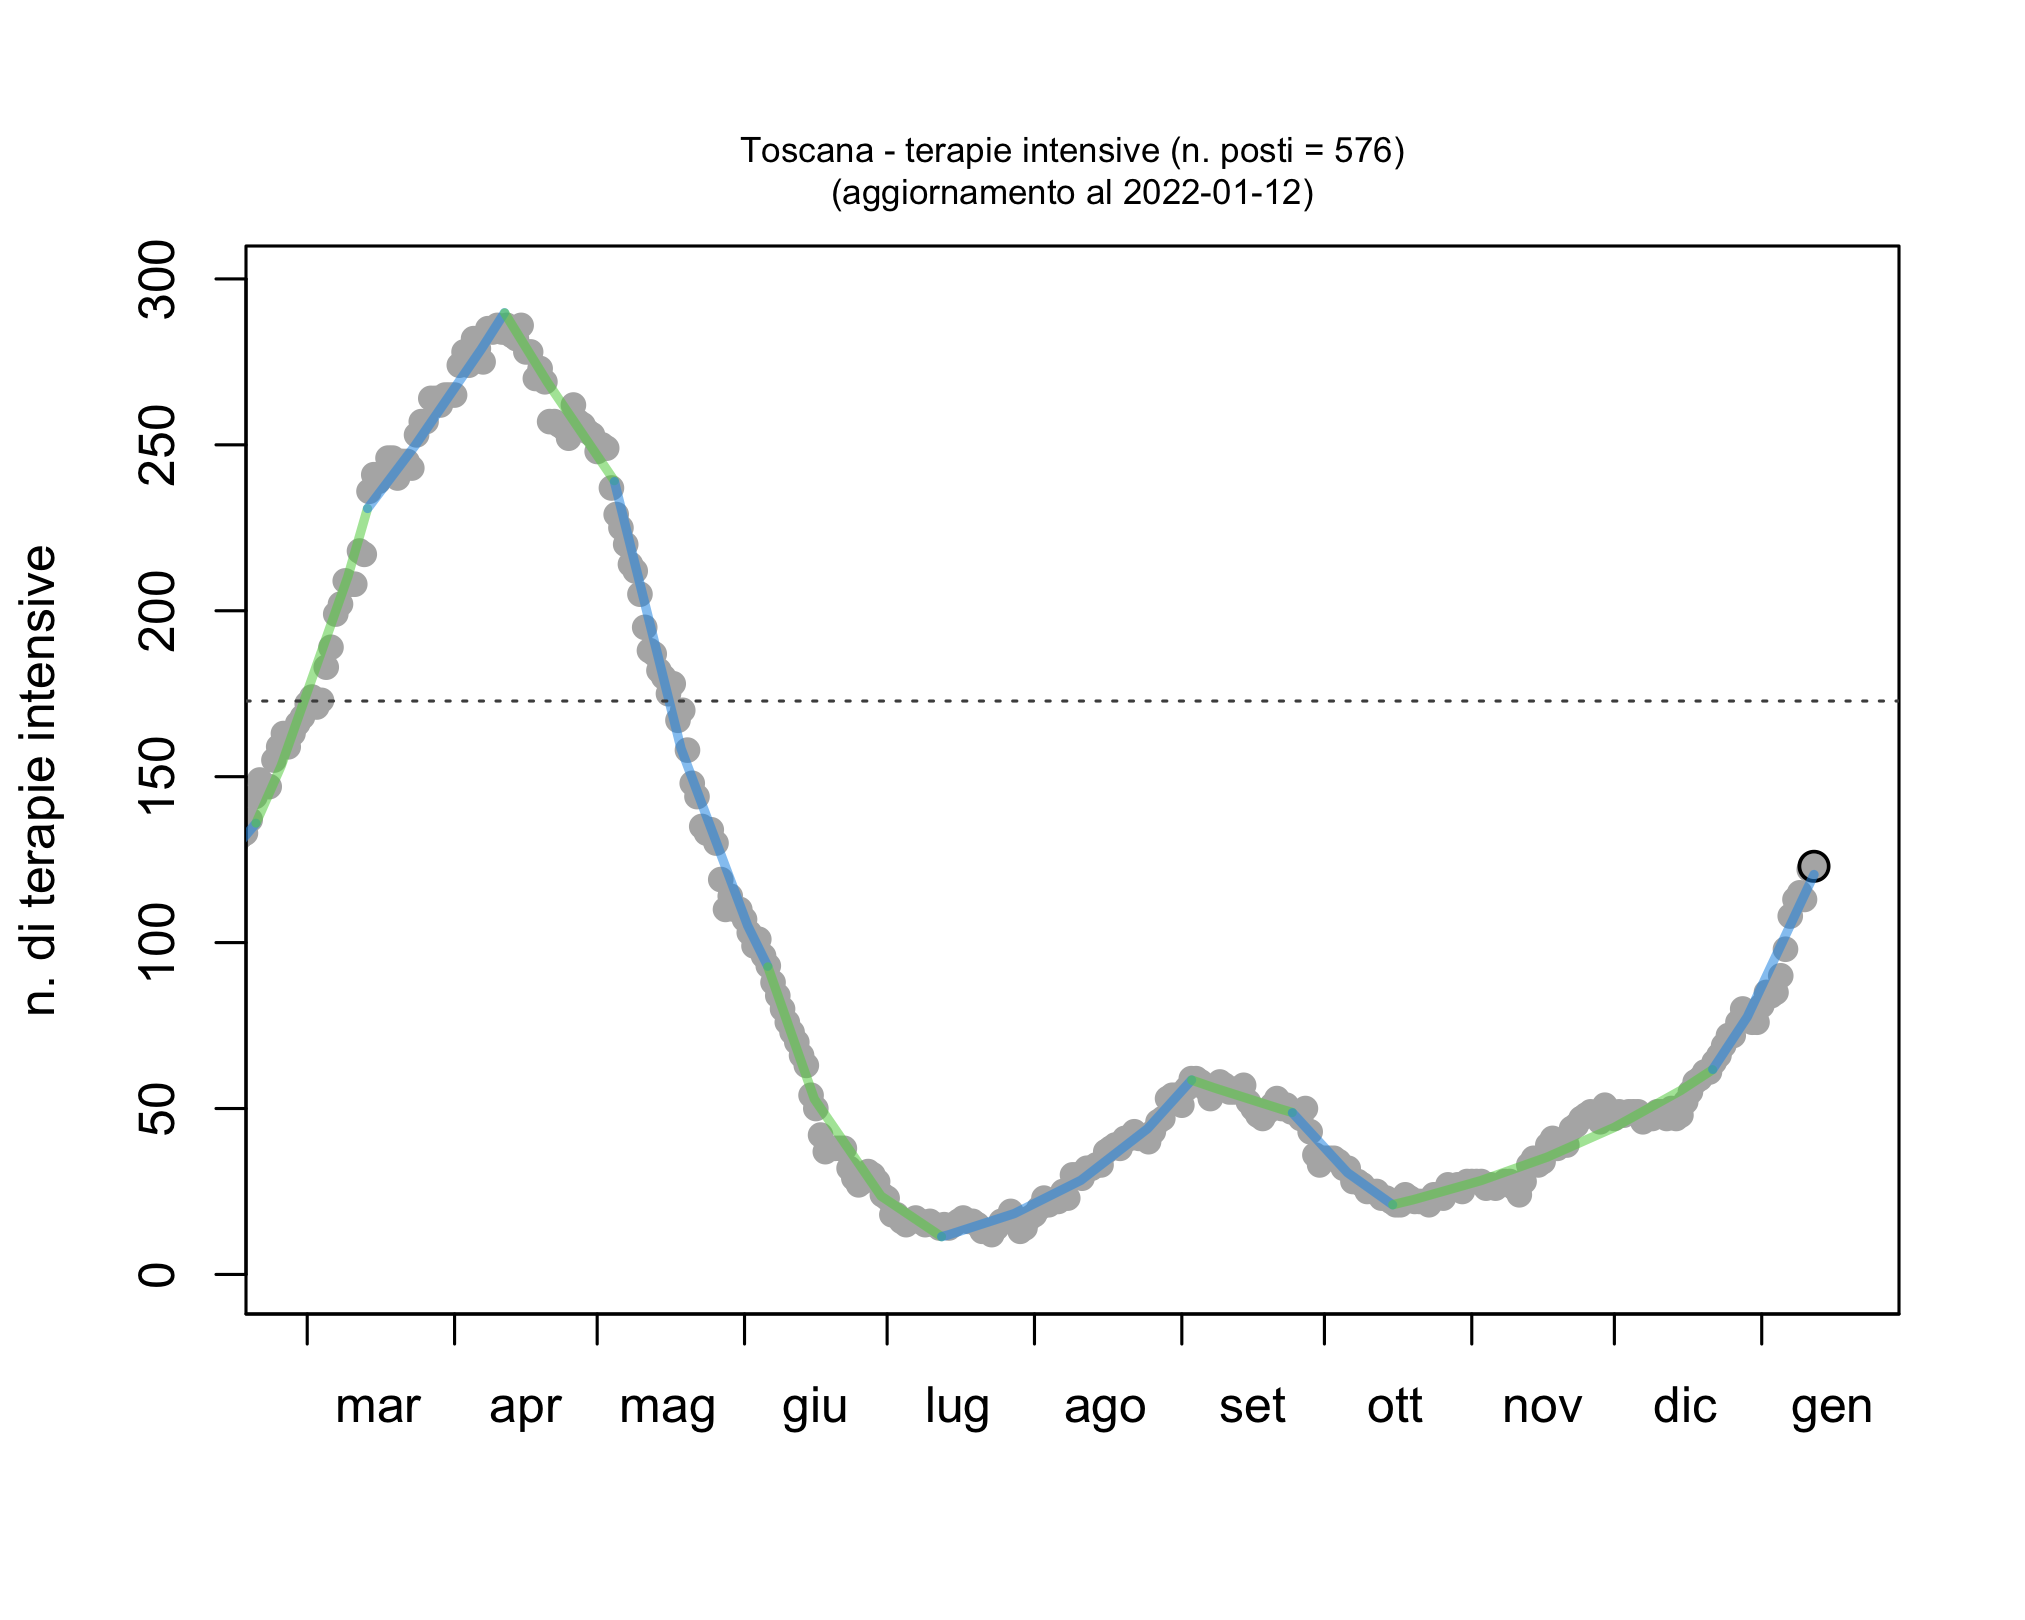 Toscana - terapie intensive (n. posti = 576)
(aggiornamento al 2022-01-12)
n. di terapie intensive
300
250
200
150
100
50
0
mar apr mag giu lug ago set ott nov dic gen